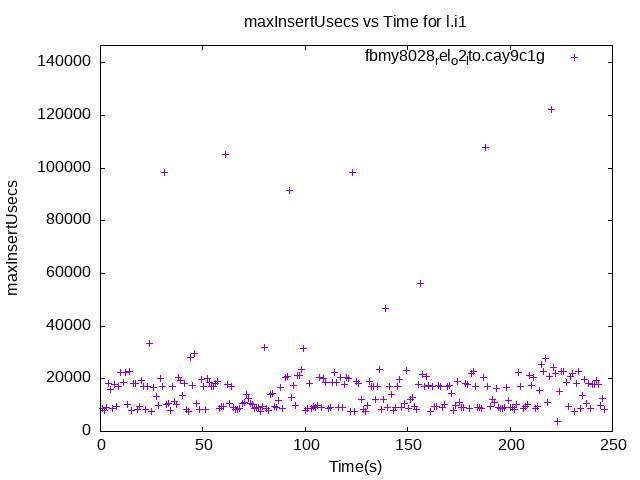 maxInsertUsecs vs Time for l.i1
fbmy8028relo2lto.cay9c1g
140000
120000
100000
80000
60000
40000
20000
0
maxInsertUsecs
0 50 100 150 200 250
Time(s)